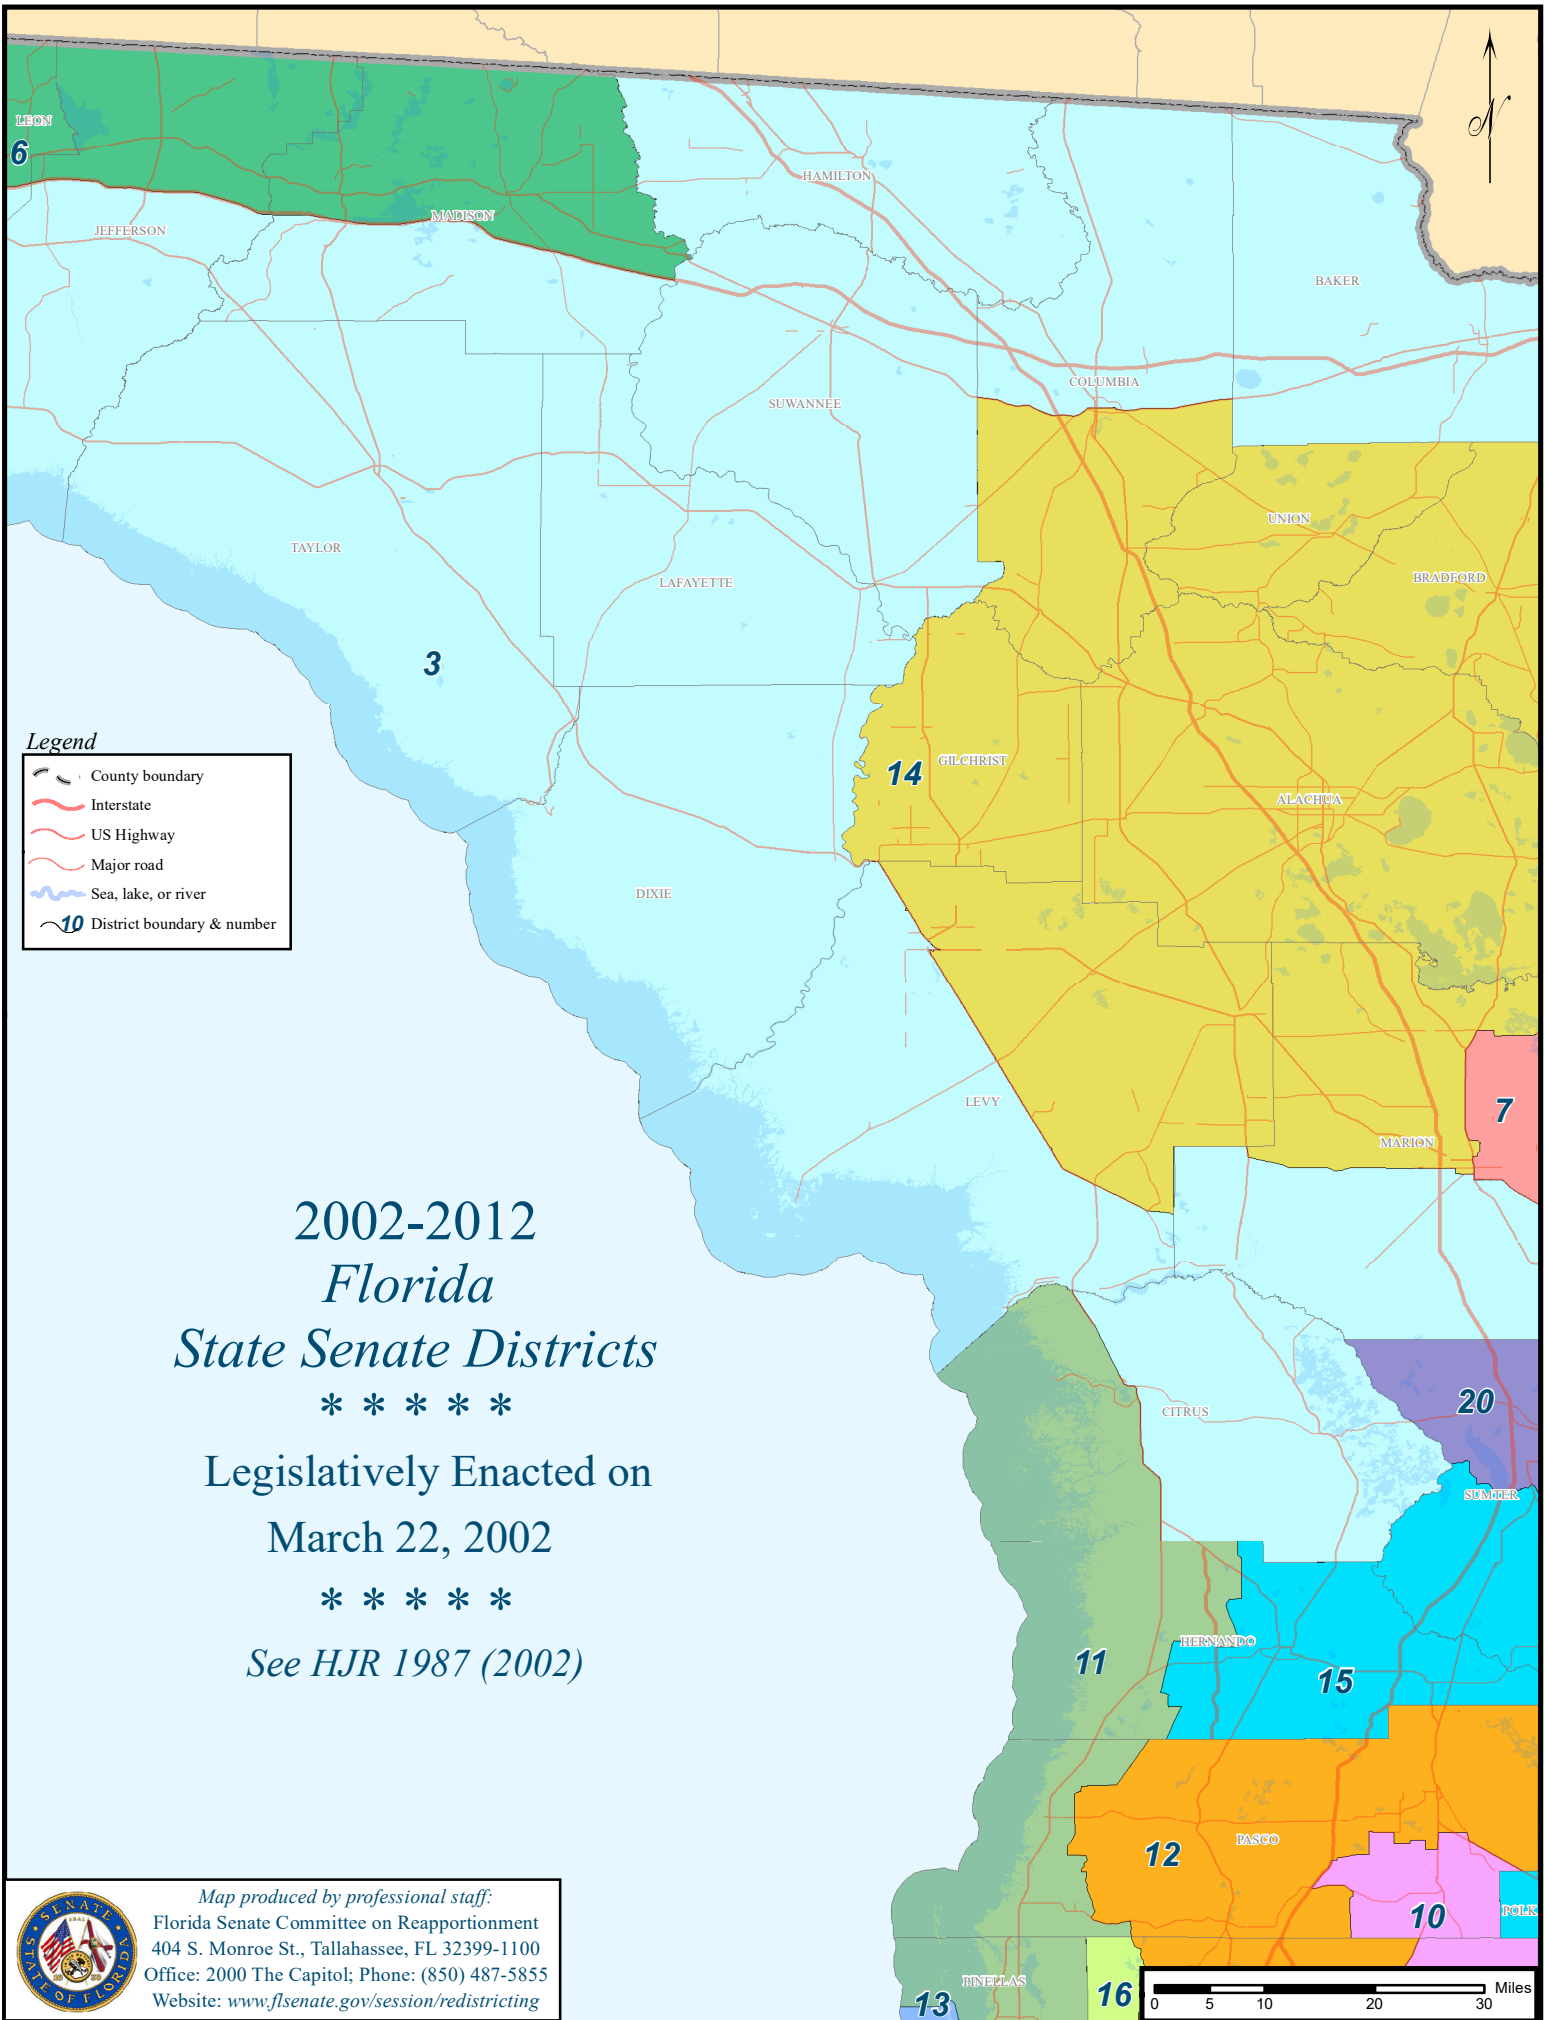 N
LEON
6
HAMILTON
MADISON
JEFFERSON
BAKER
COLUMBIA
SUWANNEE
UNION
TAYLOR
BRADFORD
LAFAYETTE
3
Legend
County boundary
Interstate
US Highway
Major road
Sea, lake, or river
10 District boundary & number
14
GILCHRIST
ALACHUA
DIXIE
LEVY
7
MARION
2002-2012
Florida
State Senate Districts
* * * * *
Legislatively Enacted on
March 22, 2002
* * * * *
See HJR 1987 (2002)
20
CITRUS
SUMTER
HERNANDO
11
15
12
PASCO
10
POLK
PINELLAS
13
16
SENATE
STATE OF FLORIDA
Map produced by professional staff:
Florida Senate Committee on Reapportionment
404 S. Monroe St., Tallahassee, FL 32399-1100
Office: 2000 The Capitol; Phone: (850) 487-5855
Website: www.flsenate.gov/session/redistricting
Miles
0 5 10 20 30